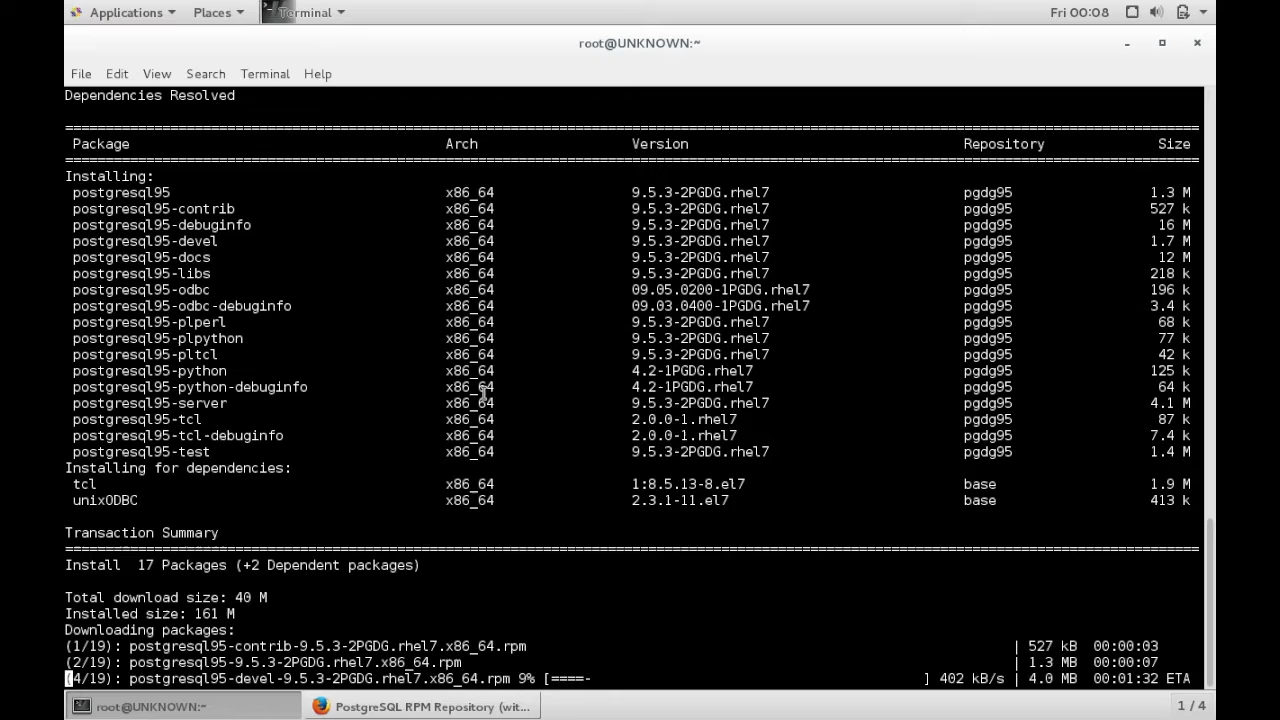 Applications Places Terminal Fri 00:08
root@UNKNOWN:~
File Edit View Search Terminal Help
Dependencies Resolved
================================================================================
Package Arch Version Repository Size
================================================================================
Installing:
postgresql95 x86_64 9.5.3-2PGDG.rhel7 pgdg95 1.3 M
postgresql95-contrib x86_64 9.5.3-2PGDG.rhel7 pgdg95 527 k
postgresql95-debuginfo x86_64 9.5.3-2PGDG.rhel7 pgdg95 16 M
postgresql95-devel x86_64 9.5.3-2PGDG.rhel7 pgdg95 1.7 M
postgresql95-docs x86_64 9.5.3-2PGDG.rhel7 pgdg95 12 M
postgresql95-libs x86_64 9.5.3-2PGDG.rhel7 pgdg95 218 k
postgresql95-odbc x86_64 09.05.0200-1PGDG.rhel7 pgdg95 196 k
postgresql95-odbc-debuginfo x86_64 09.03.0400-1PGDG.rhel7 pgdg95 3.4 k
postgresql95-plperl x86_64 9.5.3-2PGDG.rhel7 pgdg95 68 k
postgresql95-plpython x86_64 9.5.3-2PGDG.rhel7 pgdg95 77 k
postgresql95-pltcl x86_64 9.5.3-2PGDG.rhel7 pgdg95 42 k
postgresql95-python x86_64 4.2-1PGDG.rhel7 pgdg95 125 k
postgresql95-python-debuginfo x86_64 4.2-1PGDG.rhel7 pgdg95 64 k
postgresql95-server x86_64 9.5.3-2PGDG.rhel7 pgdg95 4.1 M
postgresql95-tcl x86_64 2.0.0-1.rhel7 pgdg95 87 k
postgresql95-tcl-debuginfo x86_64 2.0.0-1.rhel7 pgdg95 7.4 k
postgresql95-test x86_64 9.5.3-2PGDG.rhel7 pgdg95 1.4 M
Installing for dependencies:
tcl x86_64 1:8.5.13-8.el7 base 1.9 M
unixODBC x86_64 2.3.1-11.el7 base 413 k
Transaction Summary
================================================================================
Install 17 Packages (+2 Dependent packages)
Total download size: 40 M
Installed size: 161 M
Downloading packages:
(1/19): postgresql95-contrib-9.5.3-2PGDG.rhel7.x86_64.rpm | 527 kB 00:00:03
(2/19): postgresql95-9.5.3-2PGDG.rhel7.x86_64.rpm | 1.3 MB 00:00:07
(4/19): postgresql95-devel-9.5.3-2PGDG.rhel7.x86_64.rpm 9% [====- ] 402 kB/s | 4.0 MB 00:01:32 ETA
root@UNKNOWN:~ PostgreSQL RPM Repository (wit... 1 / 4